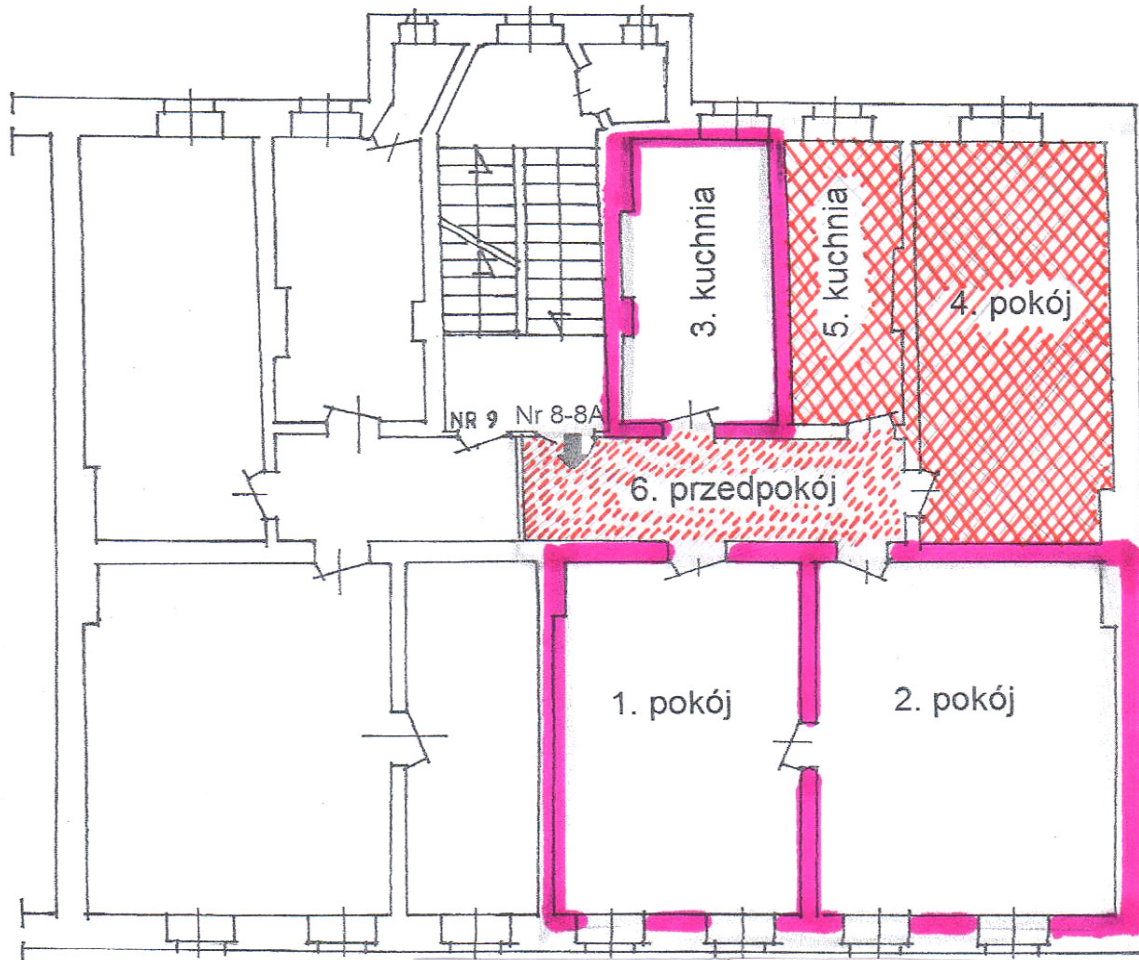 3. kuchnia
5. kuchnia
4. pokój
NR 9
Nr 8-8A
6. przedpokój
1. pokój
2. pokój